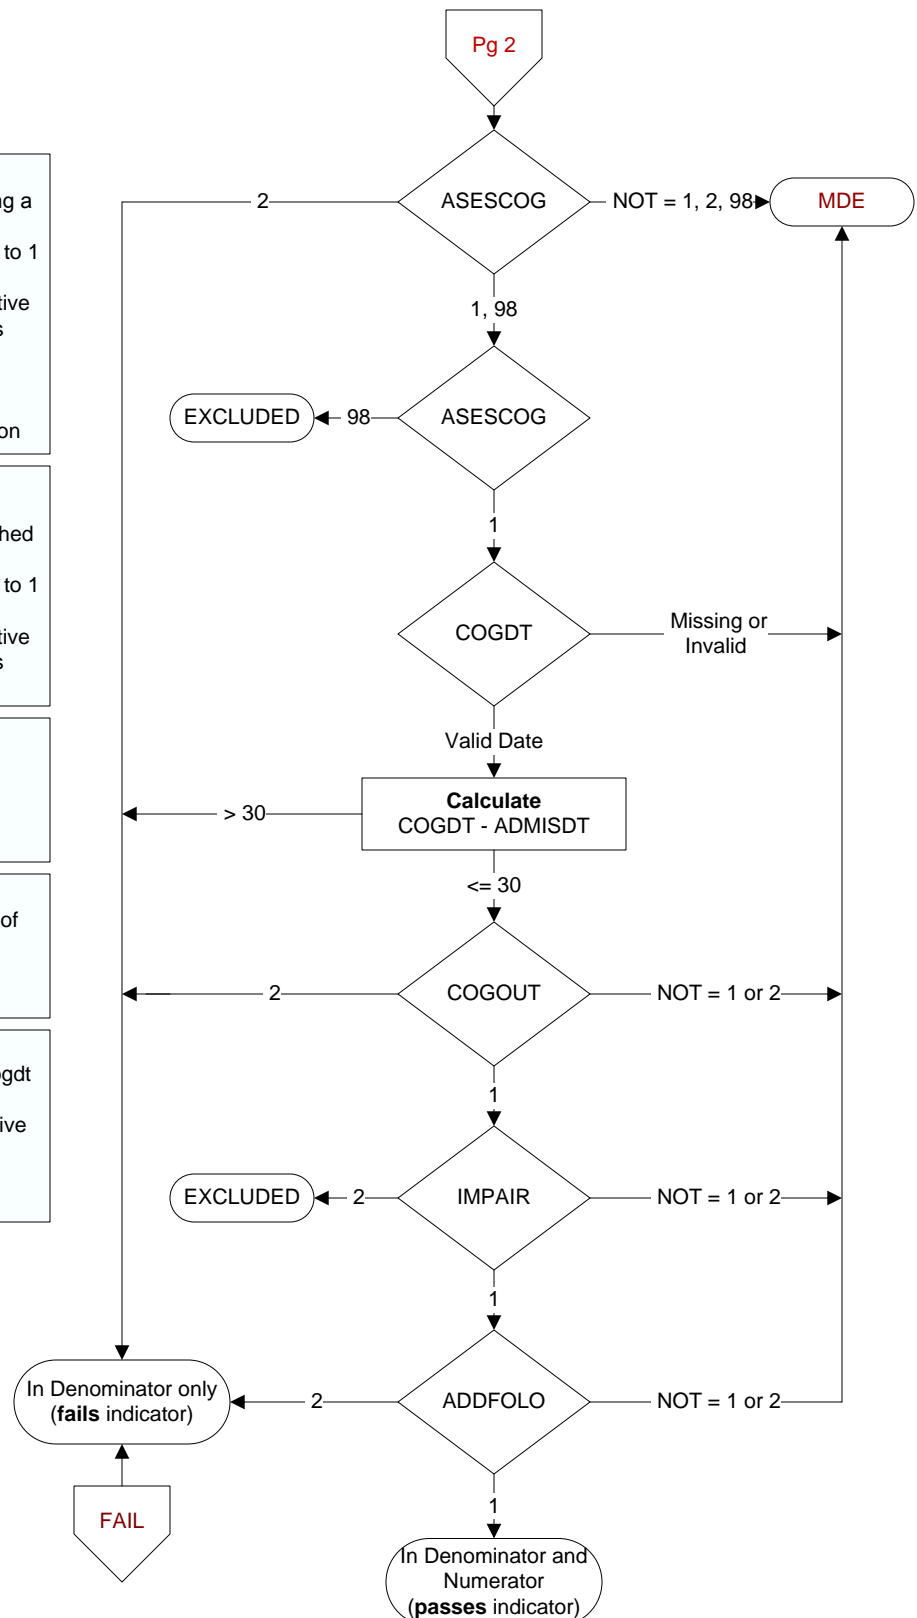 Pg 2
ASESCOG
2
NOT = 1, 2, 98
MDE
1, 98
ASESCOG
98
EXCLUDED
1
COGDT
Missing or
Invalid
Valid Date
Calculate
COGDT - ADMISDT
> 30
<= 30
COGOUT
2
NOT = 1 or 2
1
IMPAIR
2
EXCLUDED
NOT = 1 or 2
1
ADDFOLO
2
NOT = 1 or 2
In Denominator only
(fails indicator)
FAIL
1
In Denominator and
Numerator
(passes indicator)
a
to 1
of